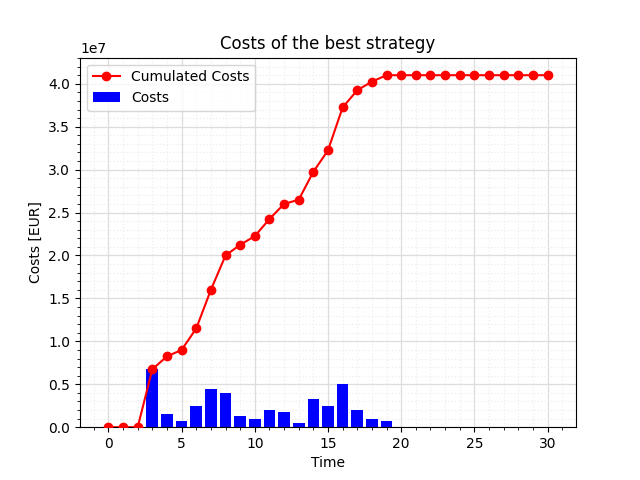 Costs of the best strategy
1e7
Cumulated Costs
Costs
4.0
3.5
3.0
2.5
2.0
1.5
1.0
0.5
0.0
Costs [EUR]
0 5 10 15 20 25 30
Time